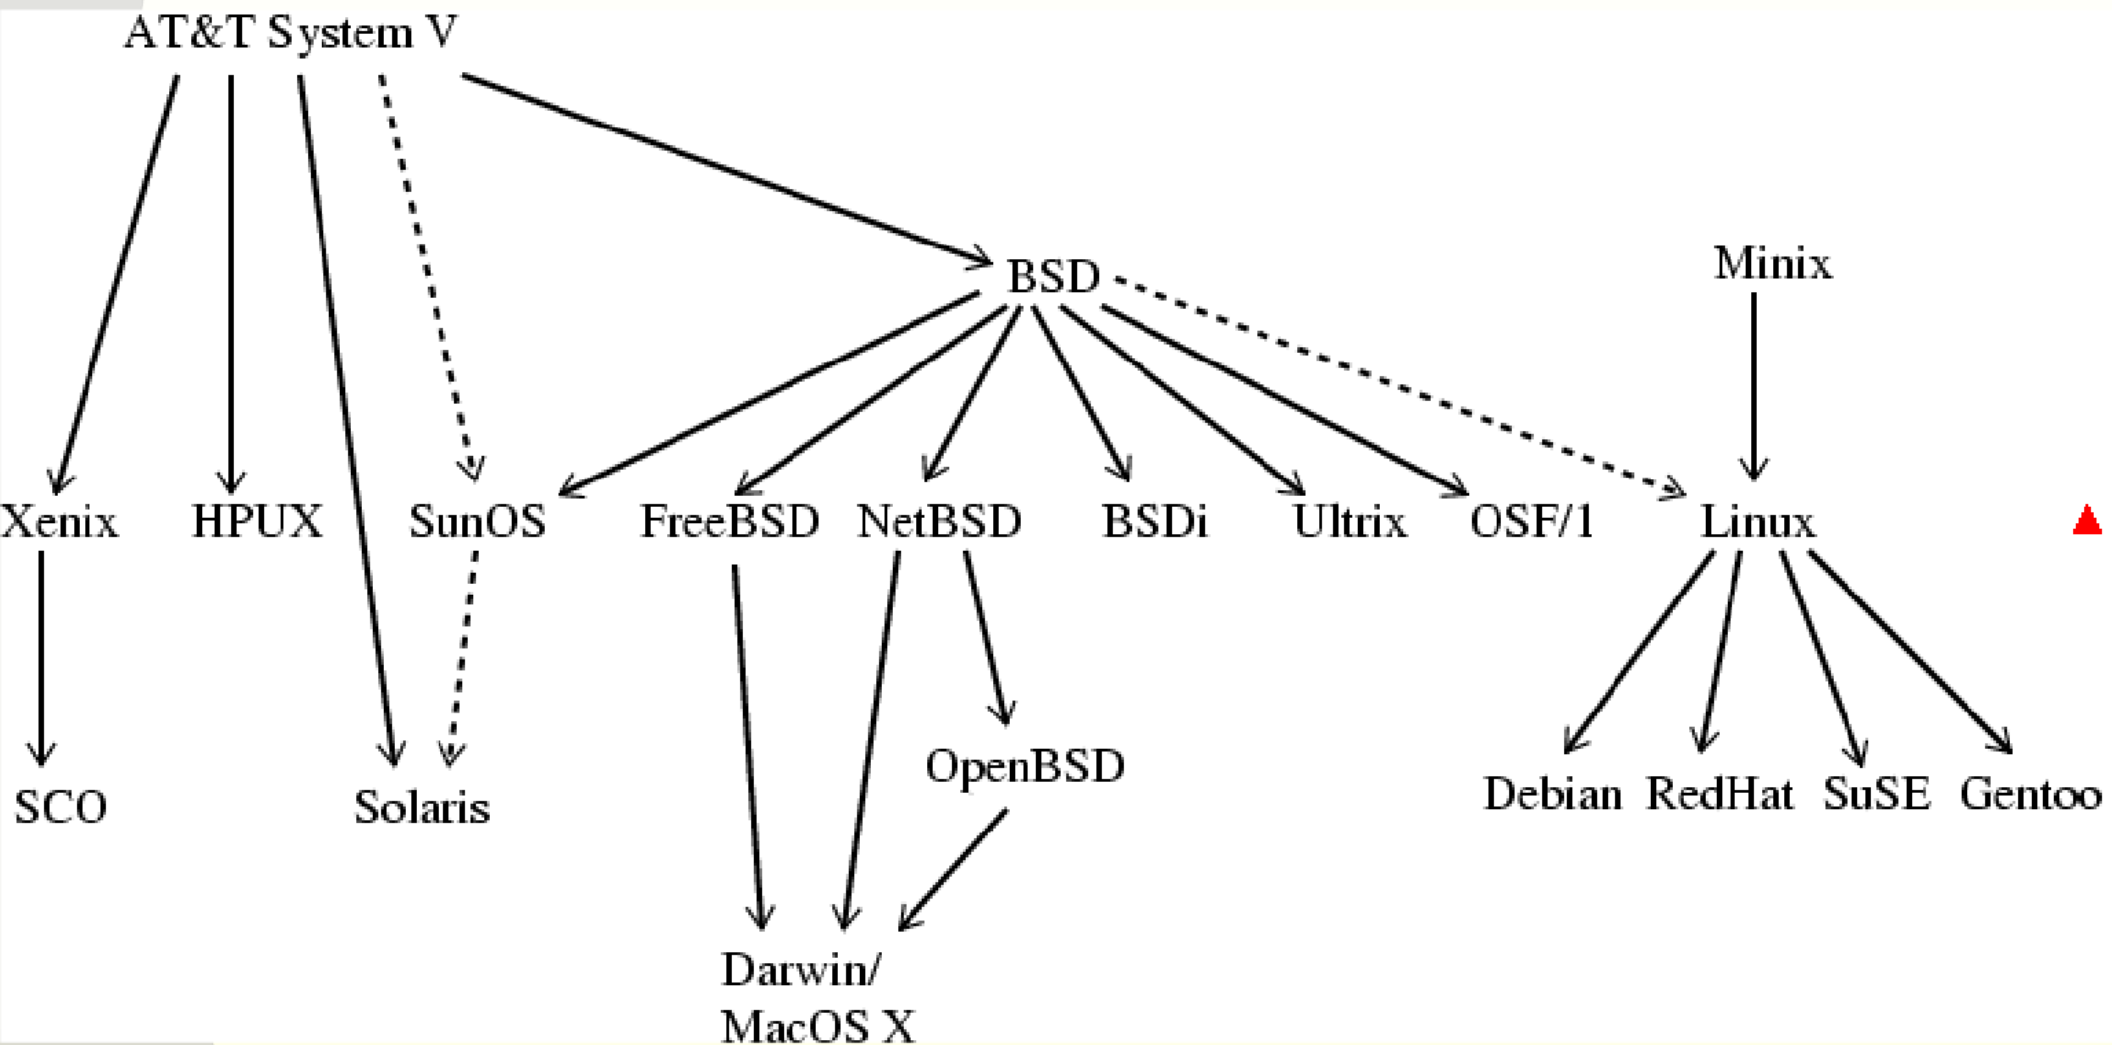 AT&T System V
BSD
Minix
Xenix
HPUX
SunOS
FreeBSD
NetBSD
BSDi
Ultrix
OSF/1
Linux
OpenBSD
SCO
Solaris
Debian
RedHat
SuSE
Gentoo
Darwin/
MacOS X